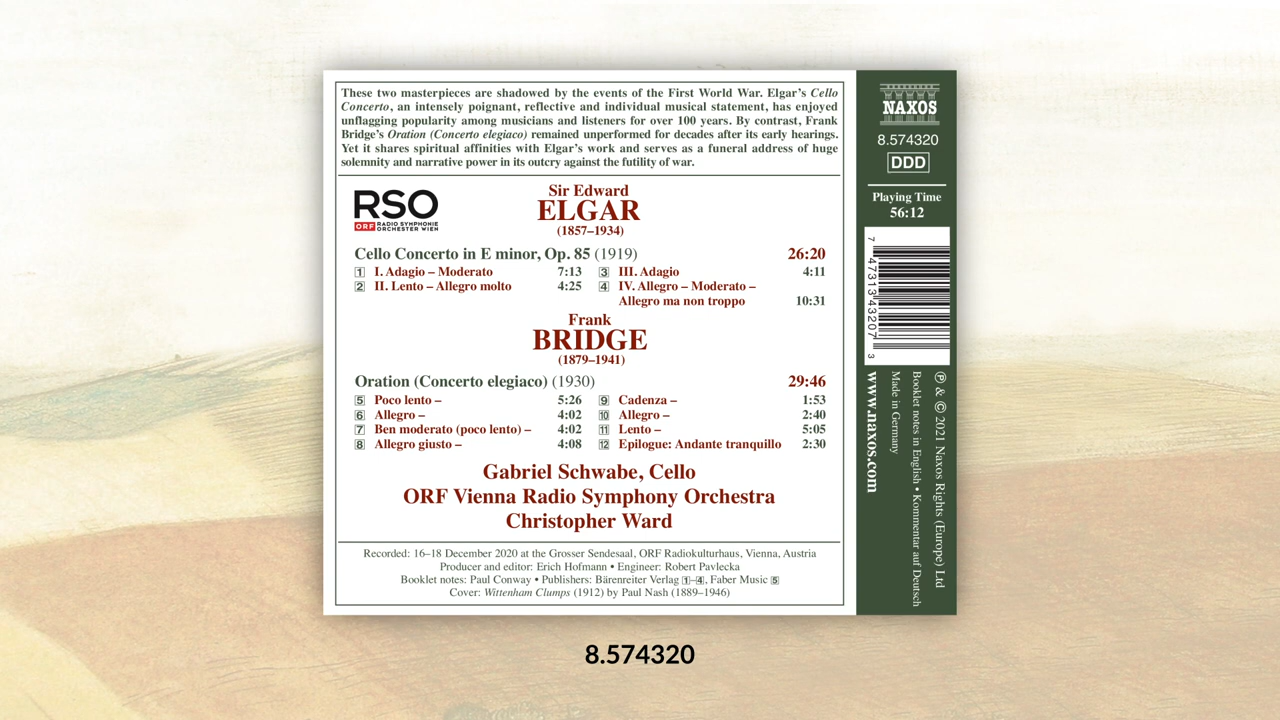 These two masterpieces are shadowed by the events of the First World War. Elgar's Cello
Concerto, an intensely poignant, reflective and individual musical statement, has enjoyed
unflagging popularity among musicians and listeners for over 100 years. By contrast, Frank
Bridge's Oration (Concerto elegiaco) remained unperformed for decades after its early hearings.
Yet it shares spiritual affinities with Elgar's work and serves as a funeral address of huge
solemnity and narrative power in its outcry against the futility of war.
RSO
ORF RADIO SYMPHONIE
ORCHESTER WIEN
Sir Edward
ELGAR
(1857–1934)
Cello Concerto in E minor, Op. 85 (1919) 26:20
1 I. Adagio – Moderato 7:13
2 II. Lento – Allegro molto 4:25
3 III. Adagio 4:11
4 IV. Allegro – Moderato –
Allegro ma non troppo 10:31
Frank
BRIDGE
(1879–1941)
Oration (Concerto elegiaco) (1930) 29:46
5 Poco lento – 5:26
6 Allegro – 4:02
7 Ben moderato (poco lento) – 4:02
8 Allegro giusto – 4:08
9 Cadenza – 1:53
10 Allegro – 2:40
11 Lento – 5:05
12 Epilogue: Andante tranquillo 2:30
Gabriel Schwabe, Cello
ORF Vienna Radio Symphony Orchestra
Christopher Ward
Recorded: 16–18 December 2020 at the Grosser Sendesaal, ORF Radiokulturhaus, Vienna, Austria
Producer and editor: Erich Hofmann • Engineer: Robert Pavlecka
Booklet notes: Paul Conway • Publishers: Bärenreiter Verlag 1–4, Faber Music 5
Cover: Wittenham Clumps (1912) by Paul Nash (1889–1946)
NAXOS
8.574320
DDD
Playing Time
56:12
7 47313 43207 3
℗ & © 2021 Naxos Rights (Europe) Ltd
Booklet notes in English • Kommentar auf Deutsch
Made in Germany
www.naxos.com
8.574320